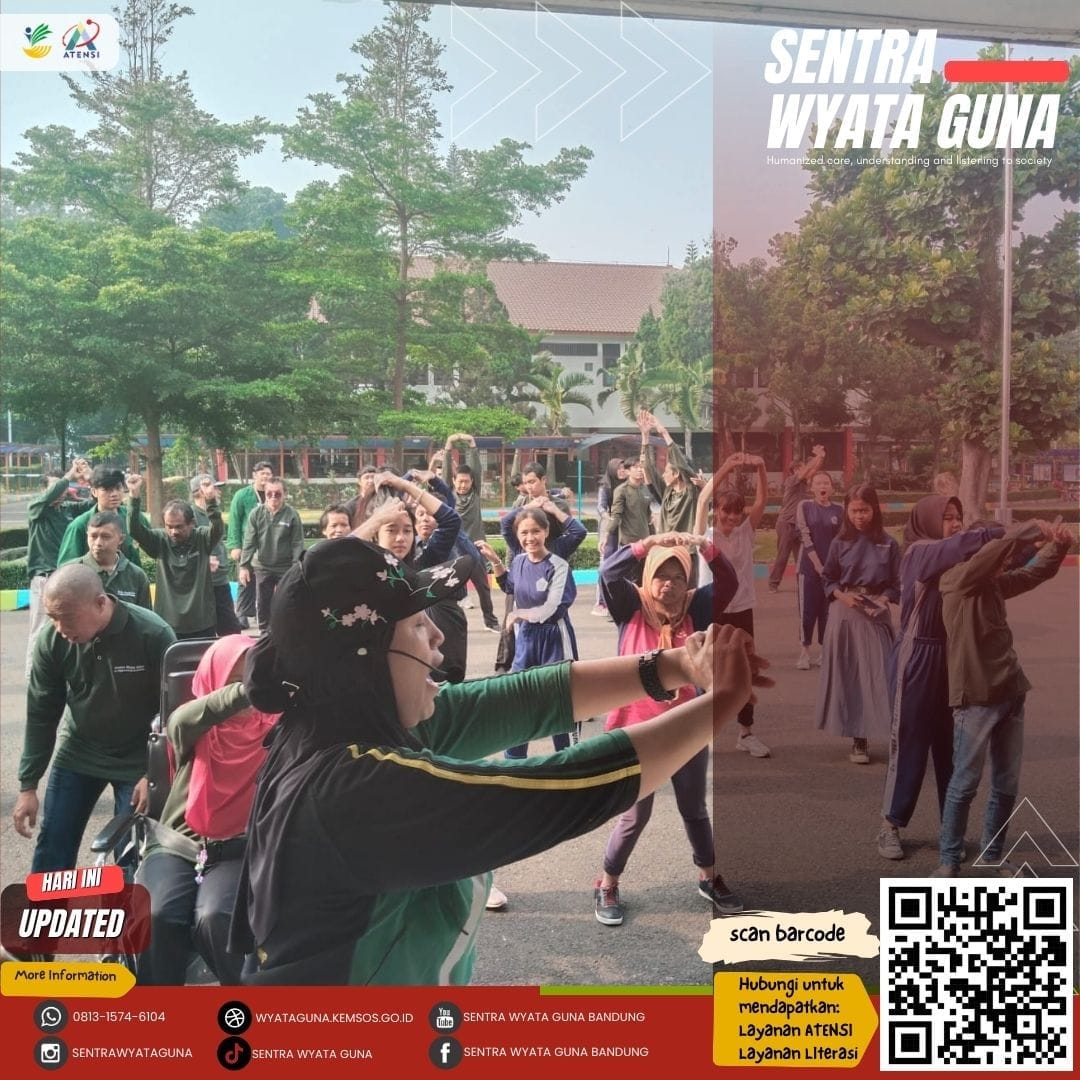 ATENSI
SENTRA
WYATA GUNA
Humanized care, understanding and listening to society
HARI INI
UPDATED
More Information
0813-1574-6104
SENTRAWYATAGUNA
WYATAGUNA.KEMSOS.GO.ID
SENTRA WYATA GUNA
You
Tube
SENTRA WYATA GUNA BANDUNG
SENTRA WYATA GUNA BANDUNG
scan barcode
Hubungi untuk
mendapatkan:
Layanan ATENSI
Layanan Literasi